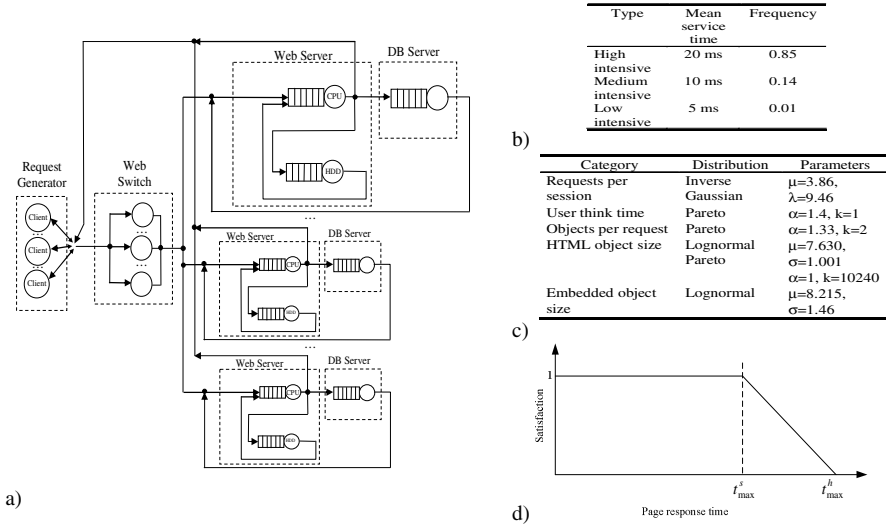 a)
Request
Generator
Client
Client
...
Client
Web
Switch
...
...
Web Server
CPU
HDD
DB Server
...
Web Server
CPU
HDD
DB Server
...
Web Server
CPU
HDD
DB Server
b)
Type Mean service time Frequency
High intensive 20 ms 0.85
Medium intensive 10 ms 0.14
Low intensive 5 ms 0.01
c)
Category Distribution Parameters
Requests per session Inverse Gaussian μ=3.86, λ=9.46
User think time Pareto α=1.4, k=1
Objects per request Pareto α=1.33, k=2
HTML object size Lognormal Pareto μ=7.630, σ=1.001 α=1, k=10240
Embedded object size Lognormal μ=8.215, σ=1.46
d)
Satisfaction
1
t^s_max
t^h_max
Page response time